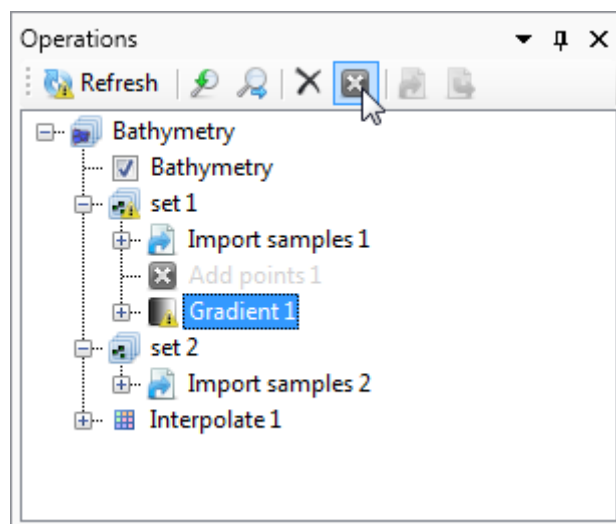 Operations
Refresh
Bathymetry
Bathymetry
set 1
Import samples 1
Add points 1
Gradient 1
set 2
Import samples 2
Interpolate 1